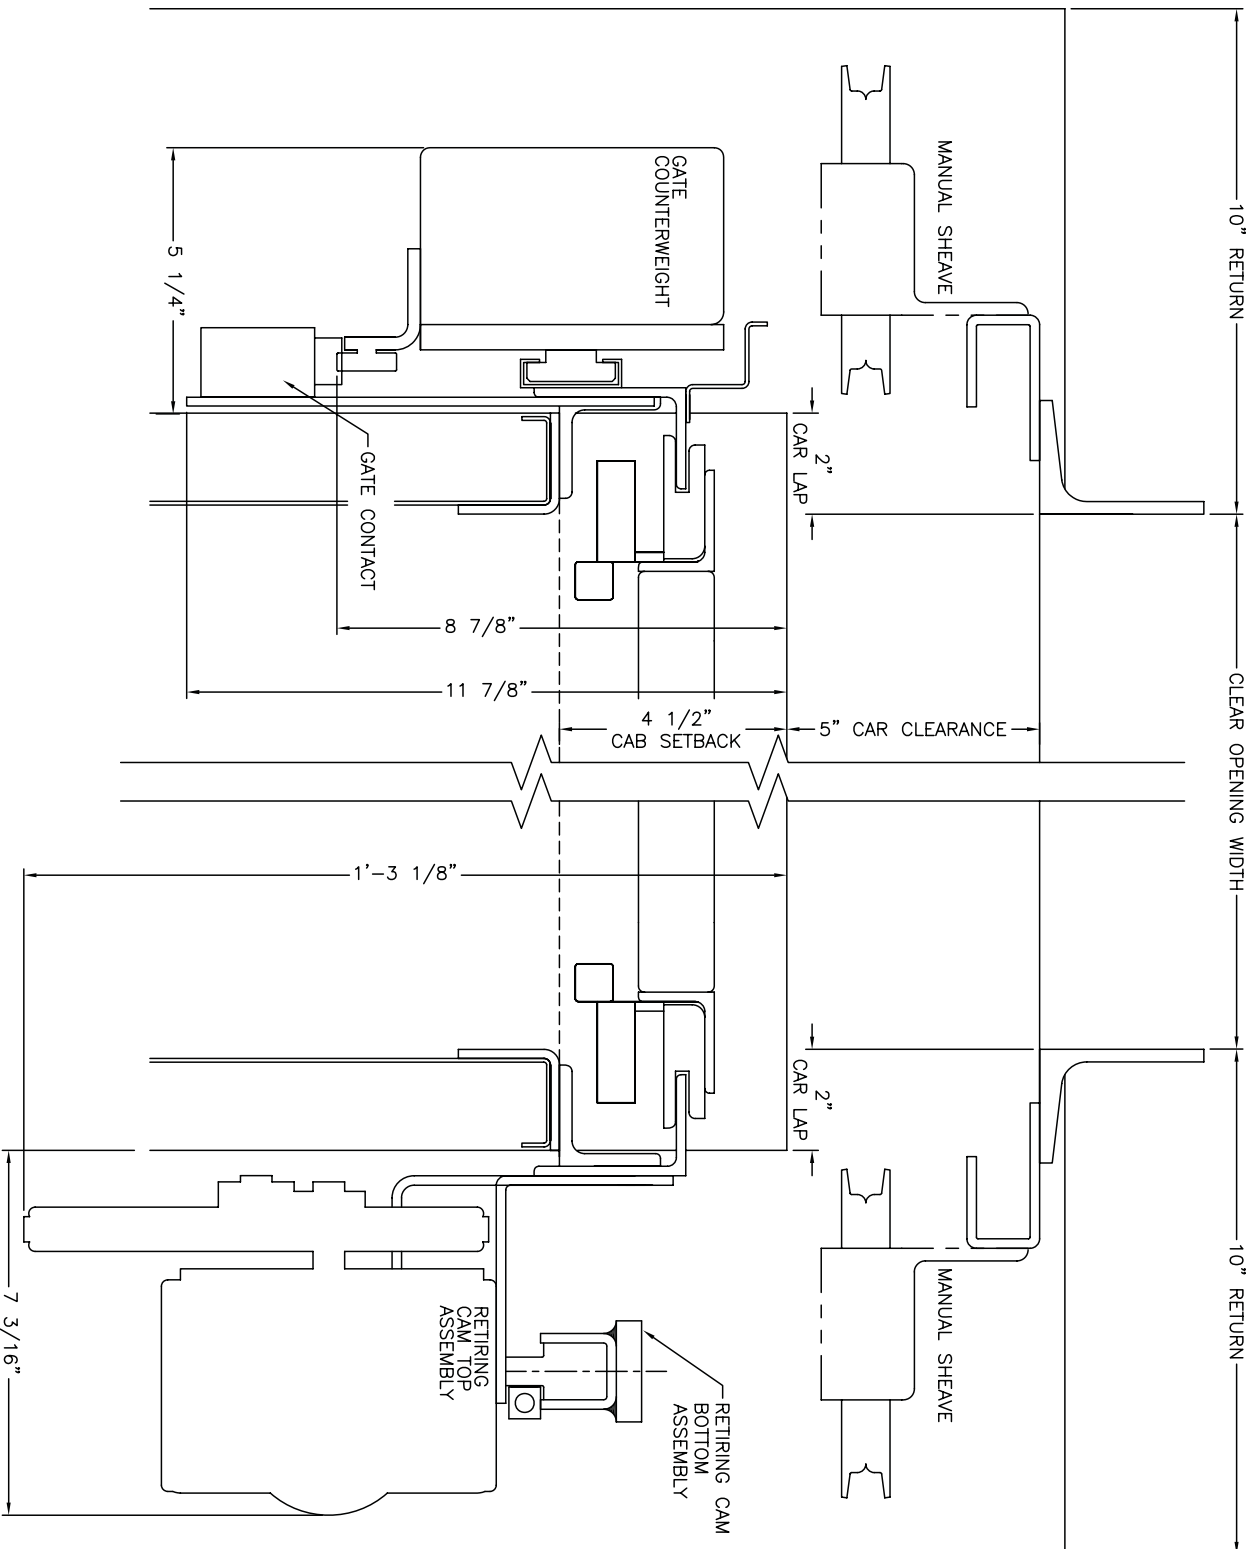 10" RETURN
CLEAR OPENING WIDTH
10" RETURN
MANUAL SHEAVE
MANUAL SHEAVE
5" CAR CLEARANCE
2"
CAR LAP
2"
CAR LAP
4 1/2"
CAB SETBACK
GATE
COUNTERWEIGHT
RETIRING CAM
BOTTOM
ASSEMBLY
11 7/8"
8 7/8"
RETIRING
CAM TOP
ASSEMBLY
GATE CONTACT
1'-3 1/8"
5 1/4"
7 3/16"